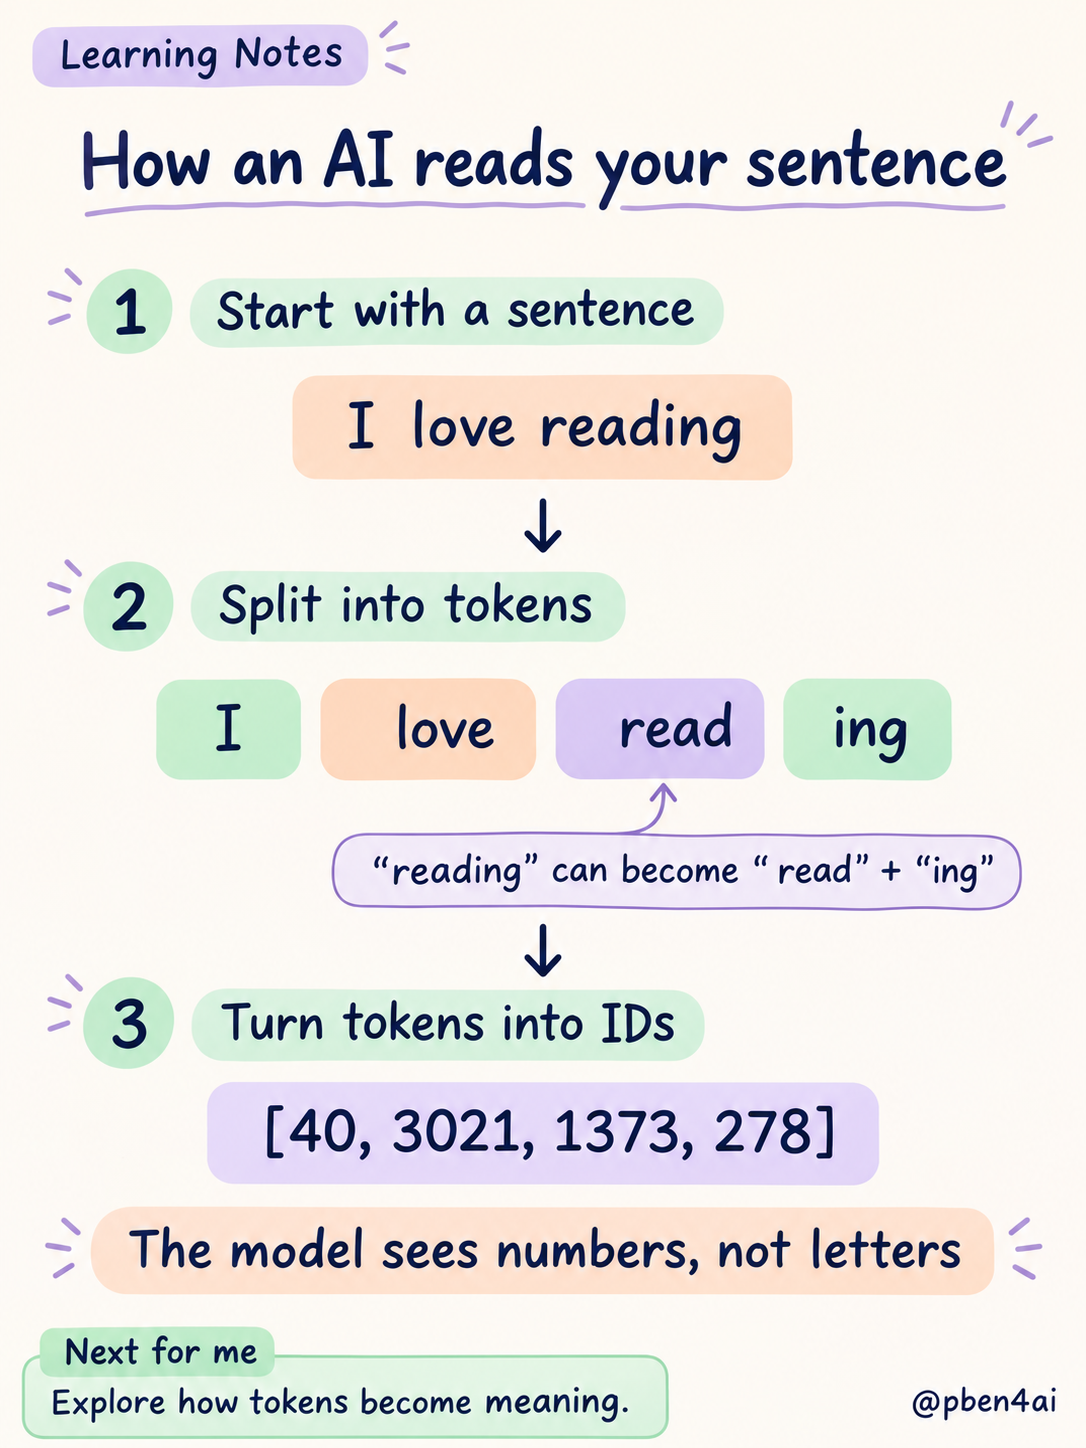 Learning Notes
How an AI reads your sentence
1 Start with a sentence
I love reading
2 Split into tokens
I love read ing
“reading” can become “ read” + “ing”
3 Turn tokens into IDs
[40, 3021, 1373, 278]
The model sees numbers, not letters
Next for me
Explore how tokens become meaning.
@pben4ai